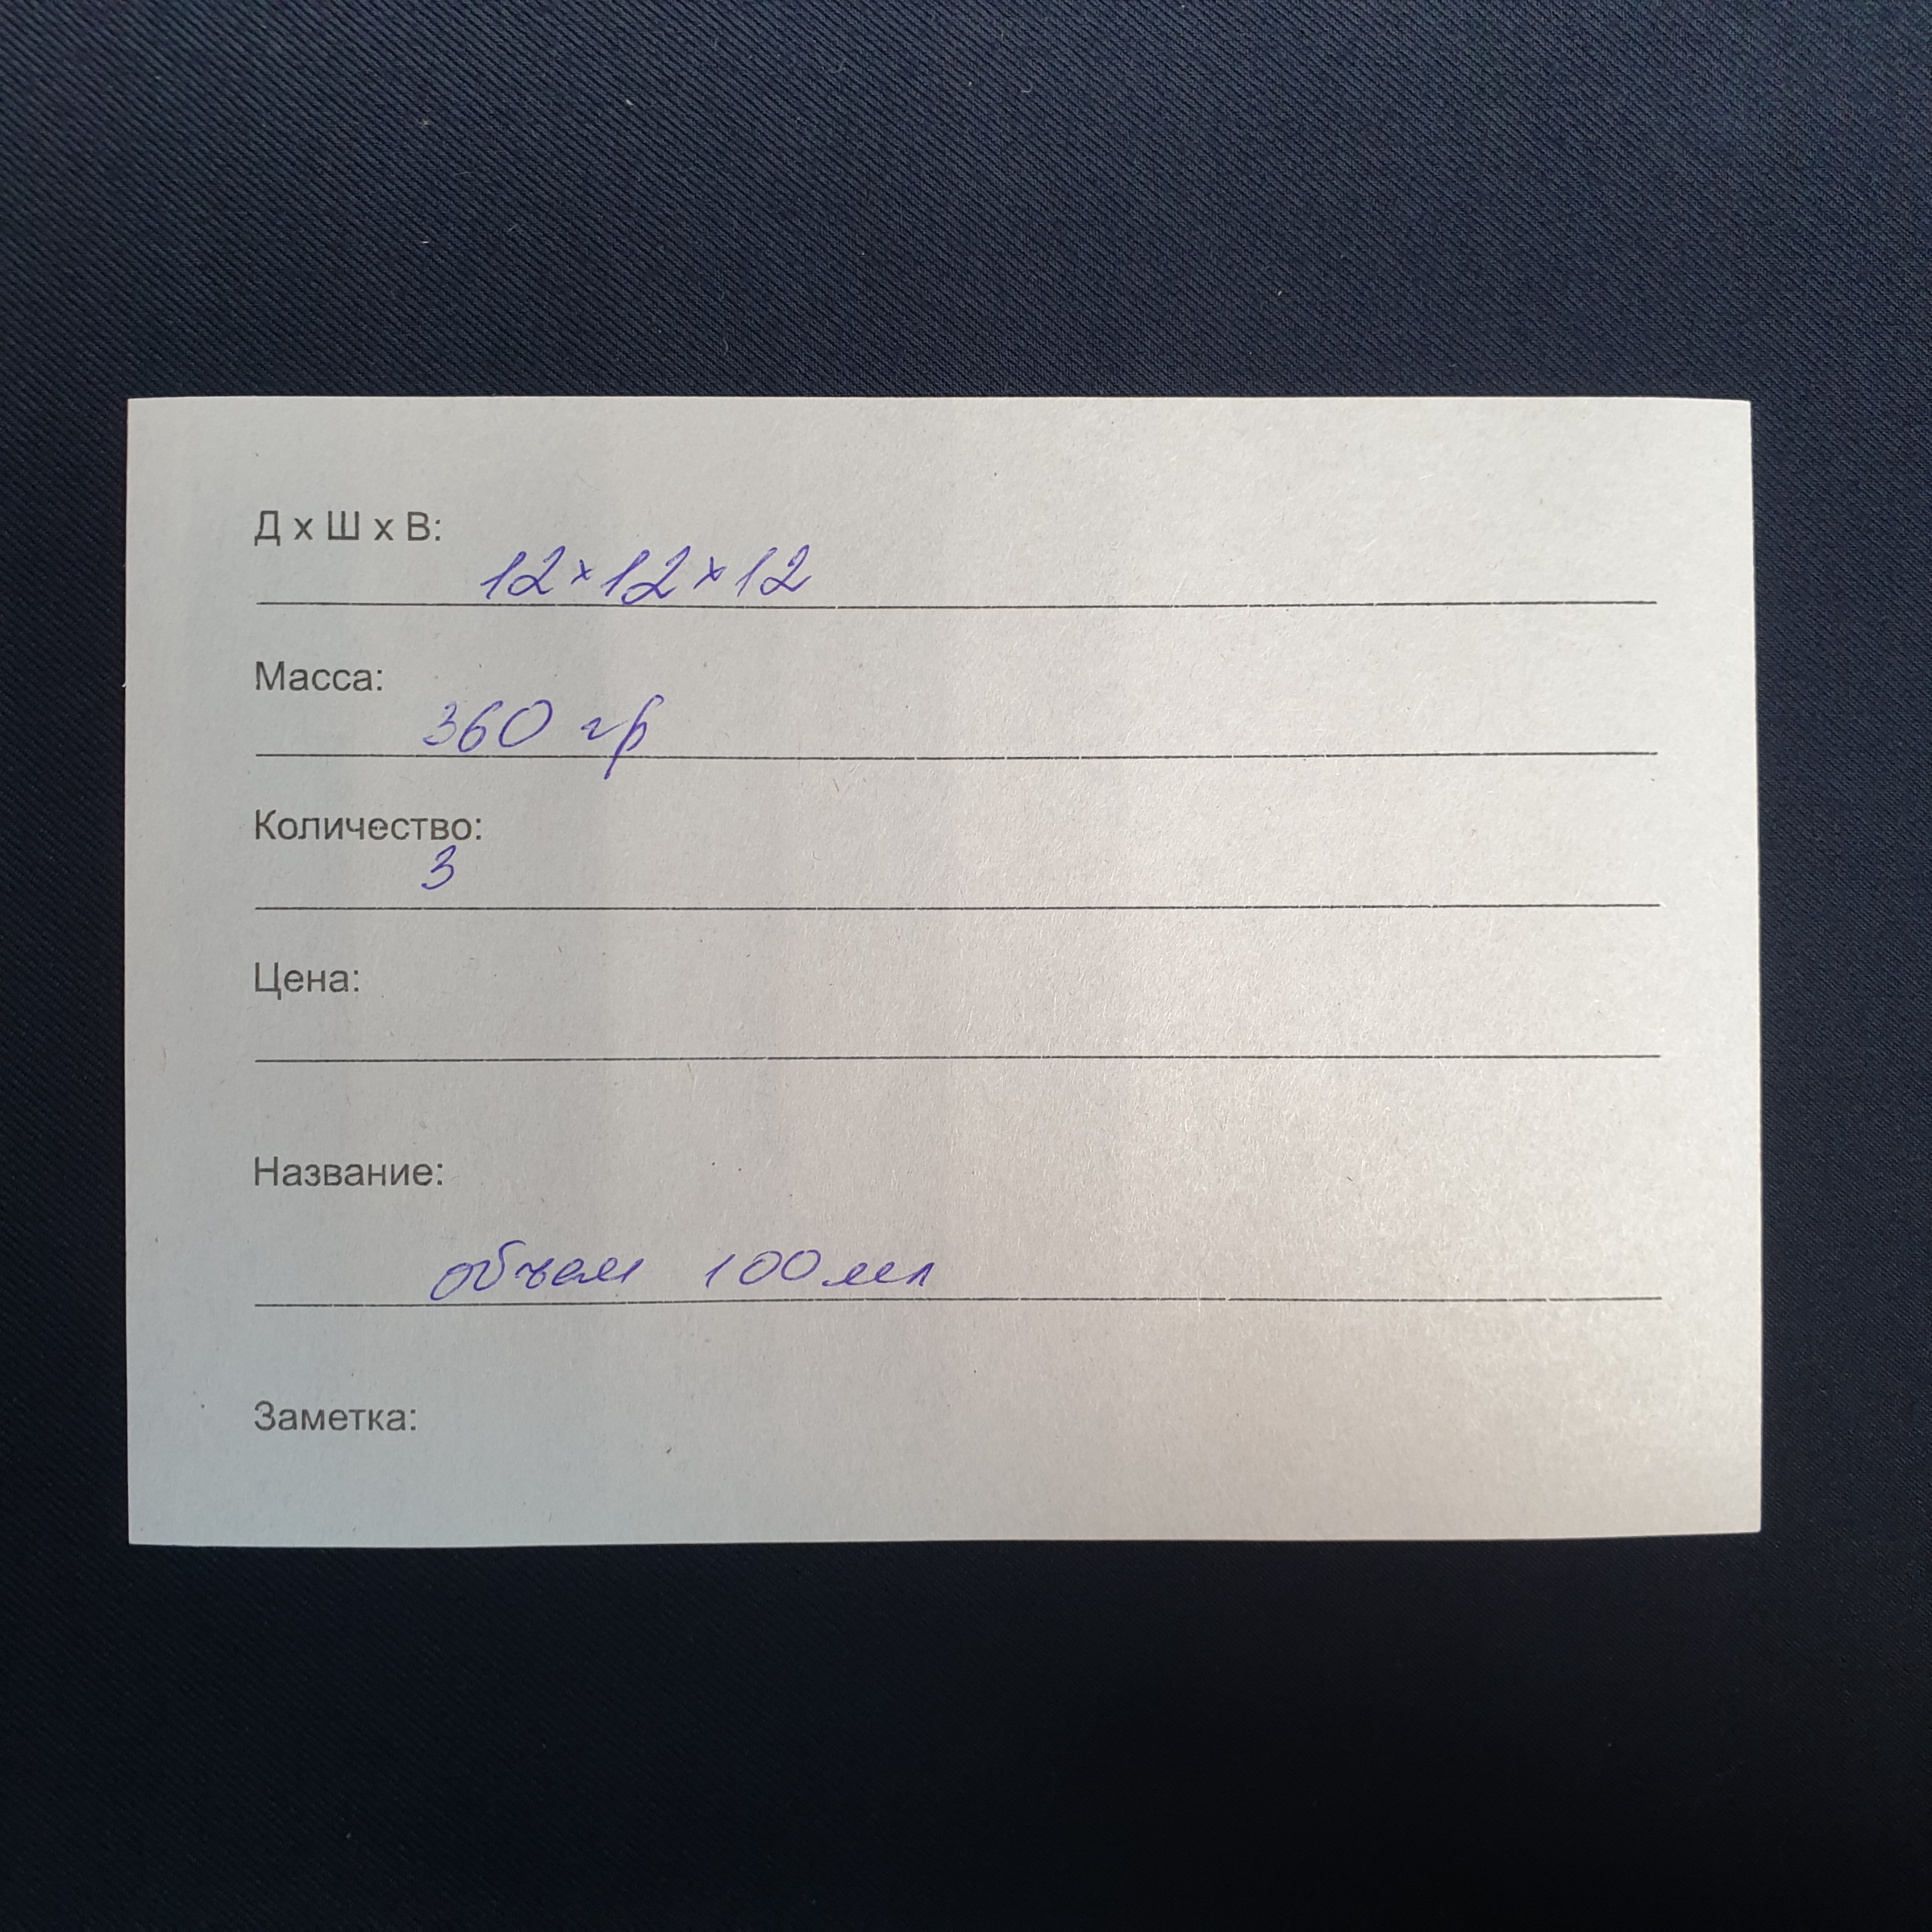 Д х Ш х В:
12×12×12
Масса:
360 гр
Количество:
3
Цена:
Название:
объем 100мл
Заметка: